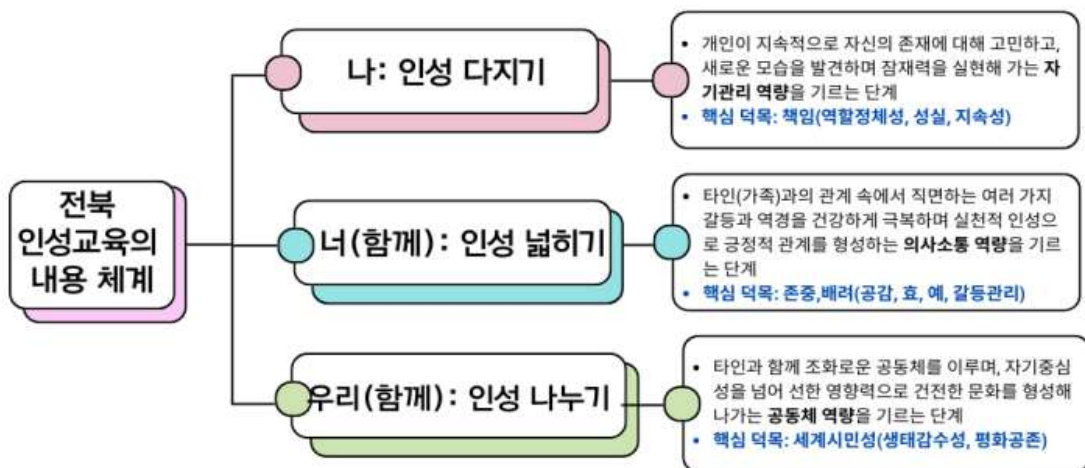 전북
인성교육의
내용 체계
나: 인성 다지기
• 개인이 지속적으로 자신의 존재에 대해 고민하고,
새로운 모습을 발견하며 잠재력을 실현해 가는 자
기관리 역량을 기르는 단계
• 핵심 덕목: 책임(역할정체성, 성실, 지속성)
너(함께): 인성 넓히기
• 타인(가족)과의 관계 속에서 직면하는 여러 가지
갈등과 역경을 건강하게 극복하며 실천적 인성으
로 긍정적 관계를 형성하는 의사소통 역량을 기르
는 단계
• 핵심 덕목: 존중,배려(공감, 효, 예, 갈등관리)
우리(함께): 인성 나누기
• 타인과 함께 조화로운 공동체를 이루며, 자기중심
성을 넘어 선한 영향력으로 건전한 문화를 형성해
나가는 공동체 역량을 기르는 단계
• 핵심 덕목: 세계시민성(생태감수성, 평화공존)